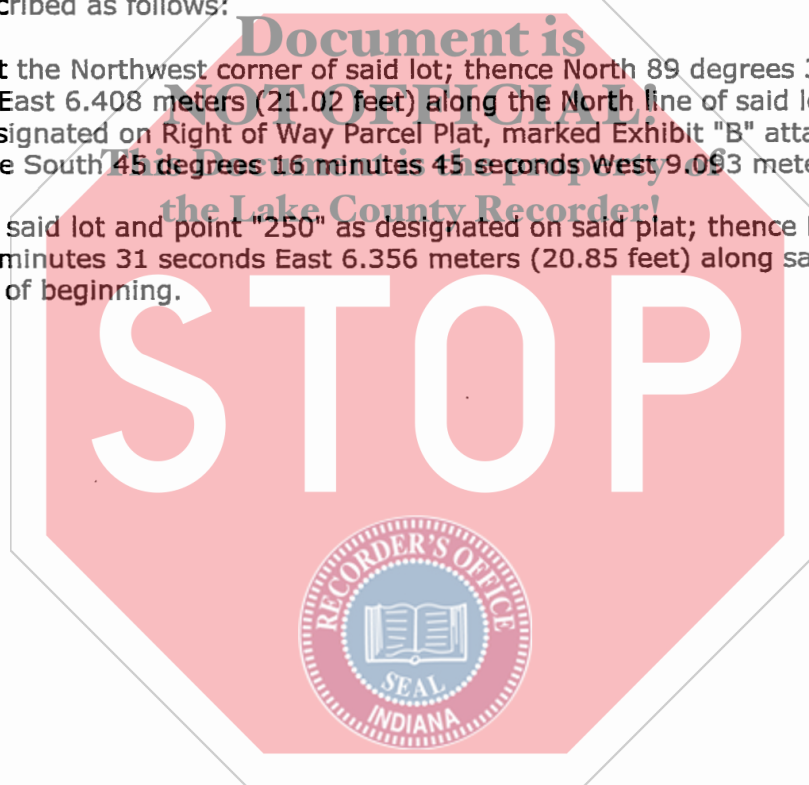 cribed as follows:
Document is
t the Northwest corner of said lot; thence North 89 degrees 3
NOT OFFICIAL!
East 6.408 meters (21.02 feet) along the North line of said l
signated on Right of Way Parcel Plat, marked Exhibit "B" atta
This Document is the property of
e South 45 degrees 16 minutes 45 seconds West 9.093 mete
the Lake County Recorder!
said lot and point "250" as designated on said plat; thence
minutes 31 seconds East 6.356 meters (20.85 feet) along sa
of beginning.
STOP
RECORDER'S OFFICE
SEAL
INDIANA